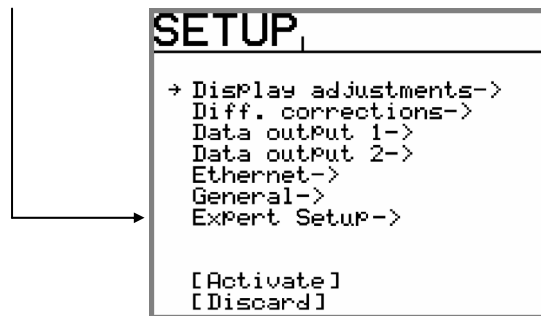 SETUP
→ Display adjustments->
Diff. corrections->
Data output 1->
Data output 2->
Ethernet->
General->
Expert Setup->
[Activate]
[Discard]